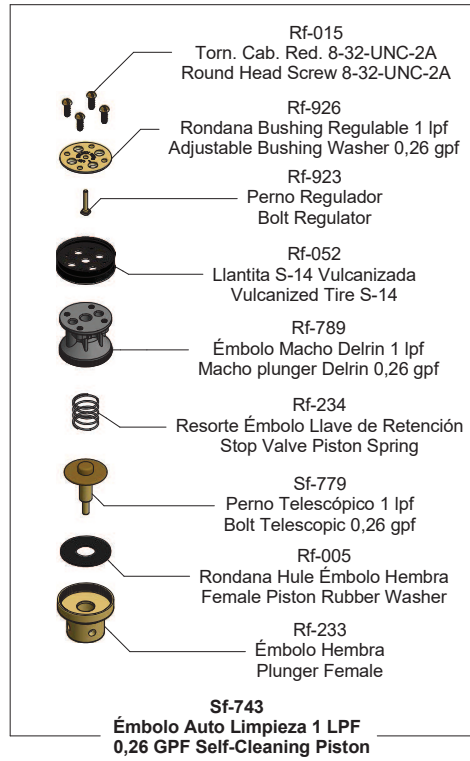 Rf-015
Torn. Cab. Red. 8-32-UNC-2A
Round Head Screw 8-32-UNC-2A
Rf-926
Rondana Bushing Regulable 1 lpf
Adjustable Bushing Washer 0,26 gpf
Rf-923
Perno Regulador
Bolt Regulator
Rf-052
Llantita S-14 Vulcanizada
Vulcanized Tire S-14
Rf-789
Émbolo Macho Delrin 1 lpf
Macho plunger Delrin 0,26 gpf
Rf-234
Resorte Émbolo Llave de Retención
Stop Valve Piston Spring
Sf-779
Perno Telescópico 1 lpf
Bolt Telescopic 0,26 gpf
Rf-005
Rondana Hule Émbolo Hembra
Female Piston Rubber Washer
Rf-233
Émbolo Hembra
Plunger Female
Sf-743
Émbolo Auto Limpieza 1 LPF
0,26 GPF Self-Cleaning Piston